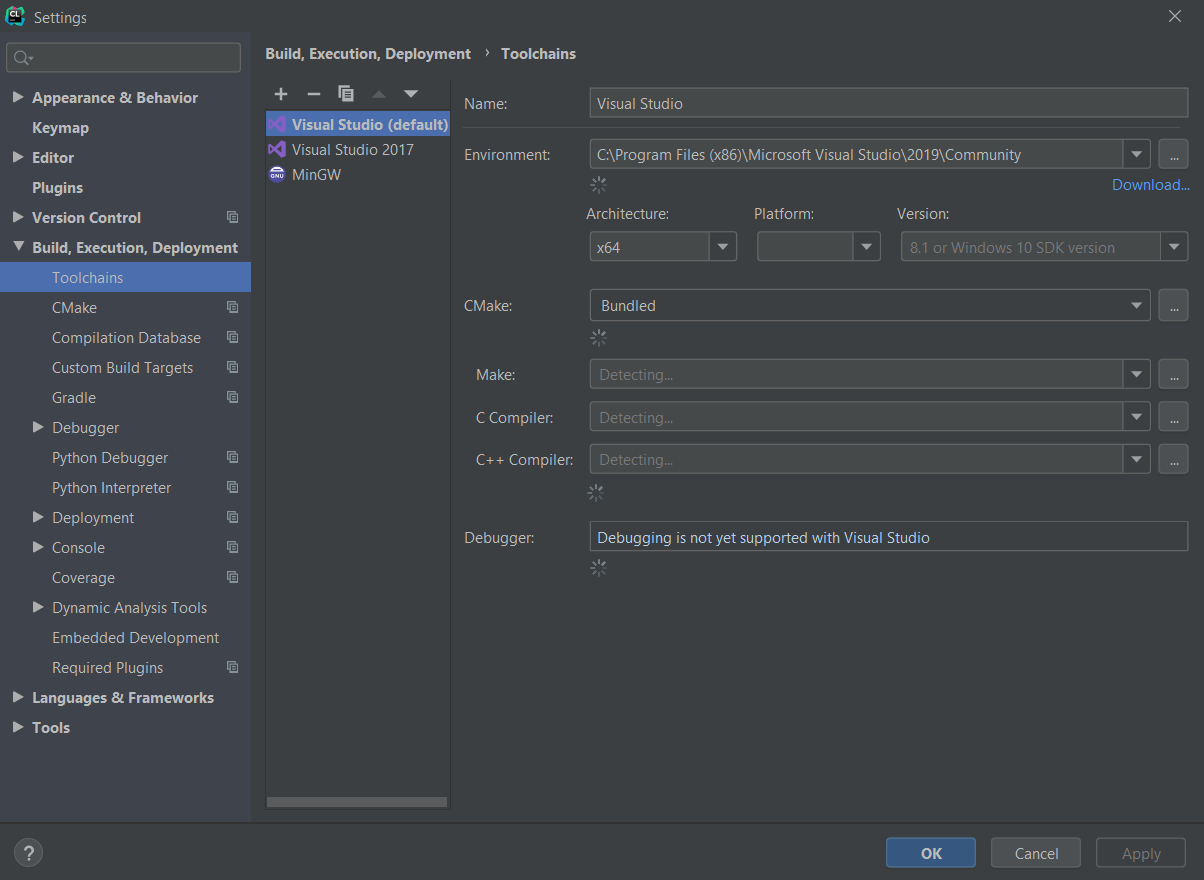 Settings
Appearance & Behavior
Keymap
Editor
Plugins
Version Control
Build, Execution, Deployment
Toolchains
CMake
Compilation Database
Custom Build Targets
Gradle
Debugger
Python Debugger
Python Interpreter
Deployment
Console
Coverage
Dynamic Analysis Tools
Embedded Development
Required Plugins
Languages & Frameworks
Tools
Build, Execution, Deployment › Toolchains
Visual Studio (default)
Visual Studio 2017
MinGW
Name: Visual Studio
Environment: C:\Program Files (x86)\Microsoft Visual Studio\2019\Community ...
Download...
Architecture: Platform: Version:
x64 8.1 or Windows 10 SDK version
CMake: Bundled ...
Make: Detecting... ...
C Compiler: Detecting... ...
C++ Compiler: Detecting... ...
Debugger: Debugging is not yet supported with Visual Studio
? OK Cancel Apply